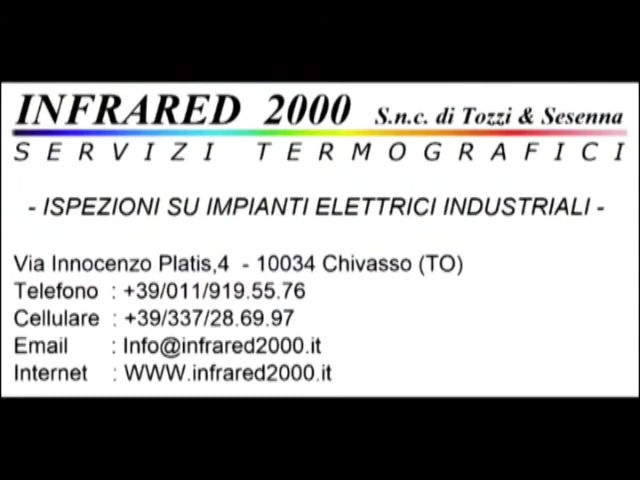 INFRARED 2000 S.n.c. di Tozzi & Sesenna
SERVIZI TERMOGRAFICI
- ISPEZIONI SU IMPIANTI ELETTRICI INDUSTRIALI -
Via Innocenzo Platis,4 - 10034 Chivasso (TO)
Telefono : +39/011/919.55.76
Cellulare : +39/337/28.69.97
Email : Info@infrared2000.it
Internet : WWW.infrared2000.it